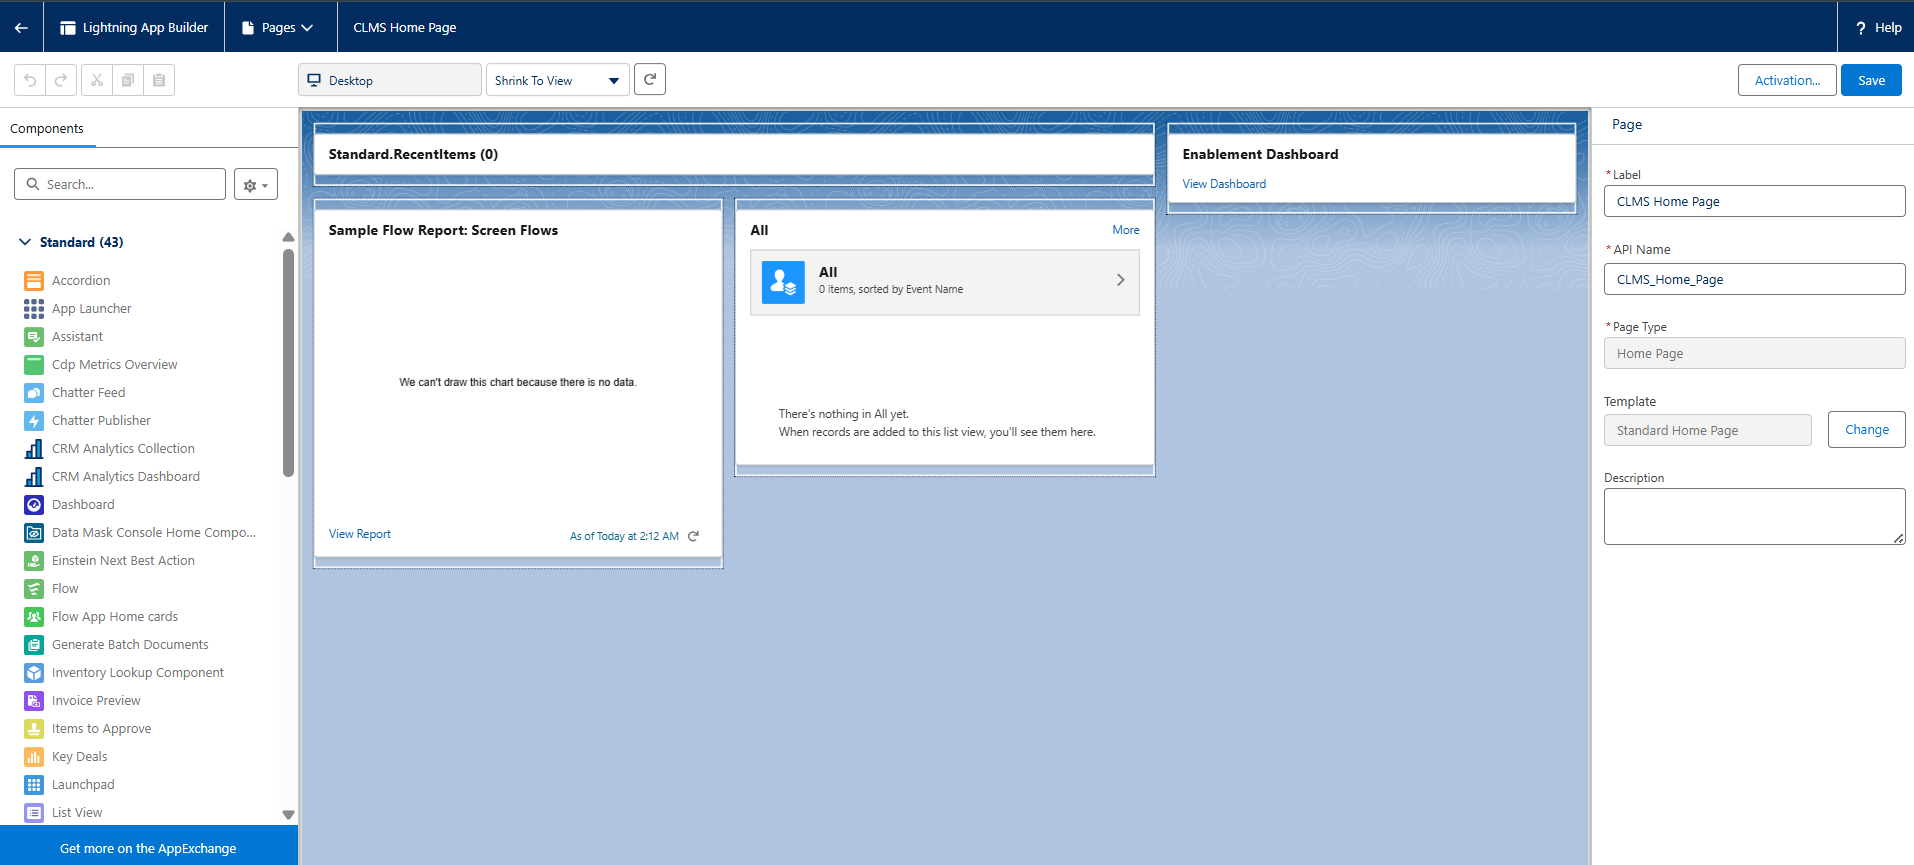 Lightning App Builder
Pages
CLMS Home Page
? Help
Desktop
Shrink To View
Activation...
Save
Components
Search...
Standard (43)
Accordion
App Launcher
Assistant
Cdp Metrics Overview
Chatter Feed
Chatter Publisher
CRM Analytics Collection
CRM Analytics Dashboard
Dashboard
Data Mask Console Home Compo...
Einstein Next Best Action
Flow
Flow App Home cards
Generate Batch Documents
Inventory Lookup Component
Invoice Preview
Items to Approve
Key Deals
Launchpad
List View
Get more on the AppExchange
Standard.RecentItems (0)
Sample Flow Report: Screen Flows
We can't draw this chart because there is no data.
View Report
As of Today at 2:12 AM
All
More
All
0 items, sorted by Event Name
There's nothing in All yet.
When records are added to this list view, you'll see them here.
Enablement Dashboard
View Dashboard
Page
*Label
CLMS Home Page
*API Name
CLMS_Home_Page
*Page Type
Home Page
Template
Standard Home Page
Change
Description